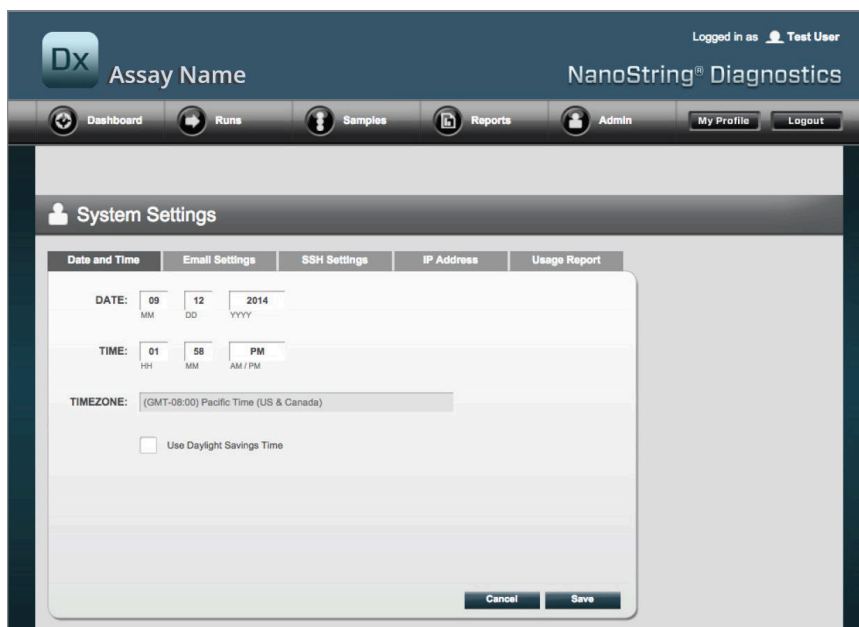 Logged in as Test User
Dx Assay Name
NanoString® Diagnostics
Dashboard Runs Samples Reports Admin My Profile Logout
System Settings
Date and Time Email Settings SSH Settings IP Address Usage Report
DATE: 09 12 2014
MM DD YYYY
TIME: 01 58 PM
HH MM AM / PM
TIMEZONE: (GMT-08:00) Pacific Time (US & Canada)
Use Daylight Savings Time
Cancel Save